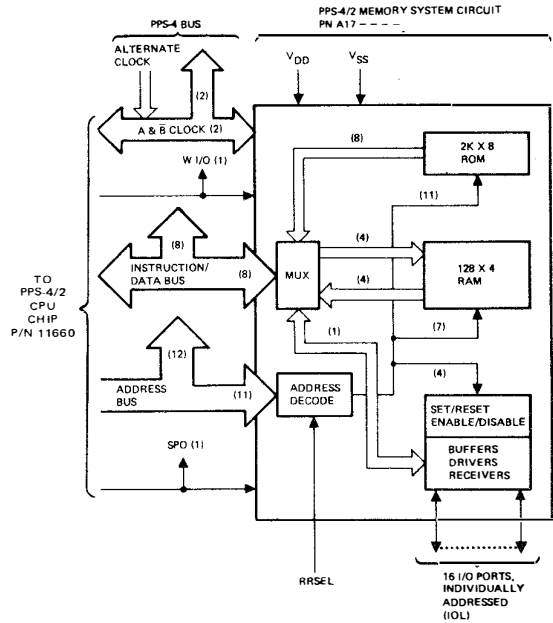 PPS-4 BUS
PPS-4/2 MEMORY SYSTEM CIRCUIT
PN A17 – – – –
ALTERNATE
CLOCK
VDD
VSS
(2)
A & B̅ CLOCK (2)
W I/O (1)
(8)
2K X 8
ROM
(11)
(8)
INSTRUCTION/
DATA BUS
(8)
MUX
(4)
(4)
128 X 4
RAM
TO
PPS-4/2
CPU
CHIP
P/N 11660
(1)
(7)
(12)
ADDRESS
BUS
(11)
ADDRESS
DECODE
(4)
SET/RESET
ENABLE/DISABLE
BUFFERS
DRIVERS
RECEIVERS
SPO (1)
RRSEL
16 I/O PORTS,
INDIVIDUALLY
ADDRESSED
(IOL)